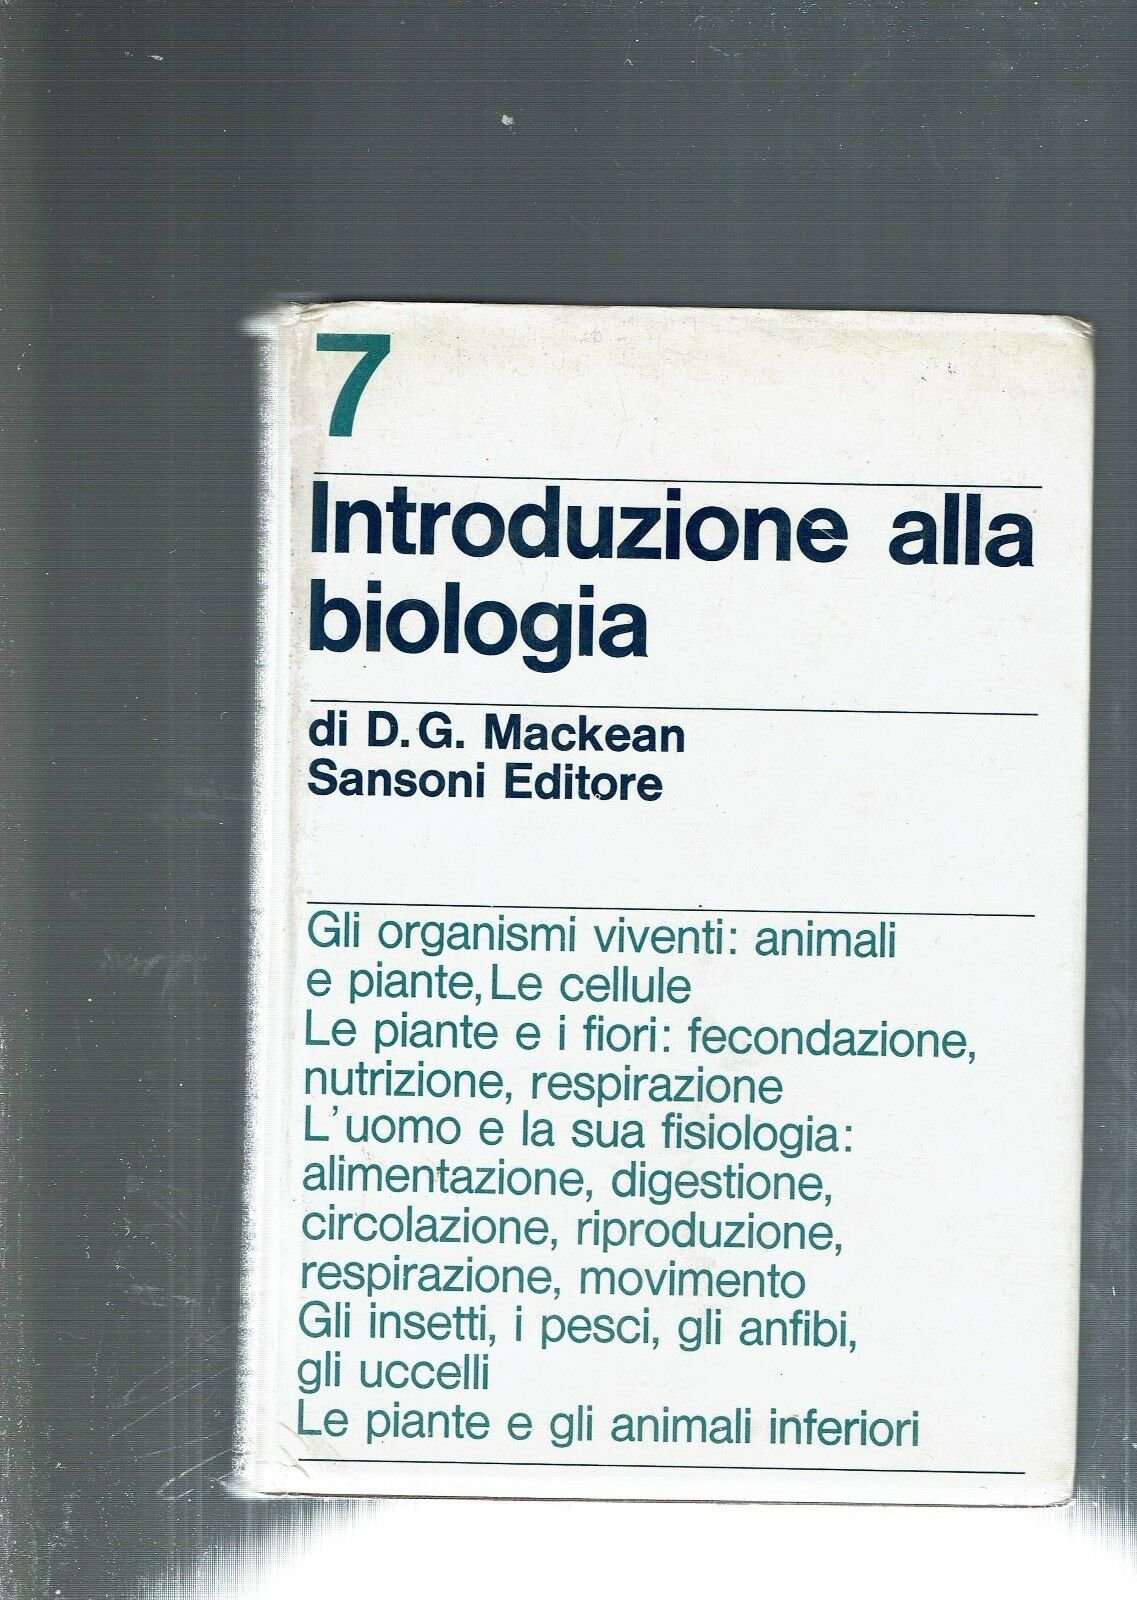 7
Introduzione alla
biologia
di D.G. Mackean
Sansoni Editore
Gli organismi viventi: animali
e piante, Le cellule
Le piante e i fiori: fecondazione,
nutrizione, respirazione
L'uomo e la sua fisiologia:
alimentazione, digestione,
circolazione, riproduzione,
respirazione, movimento
Gli insetti, i pesci, gli anfibi,
gli uccelli
Le piante e gli animali inferiori